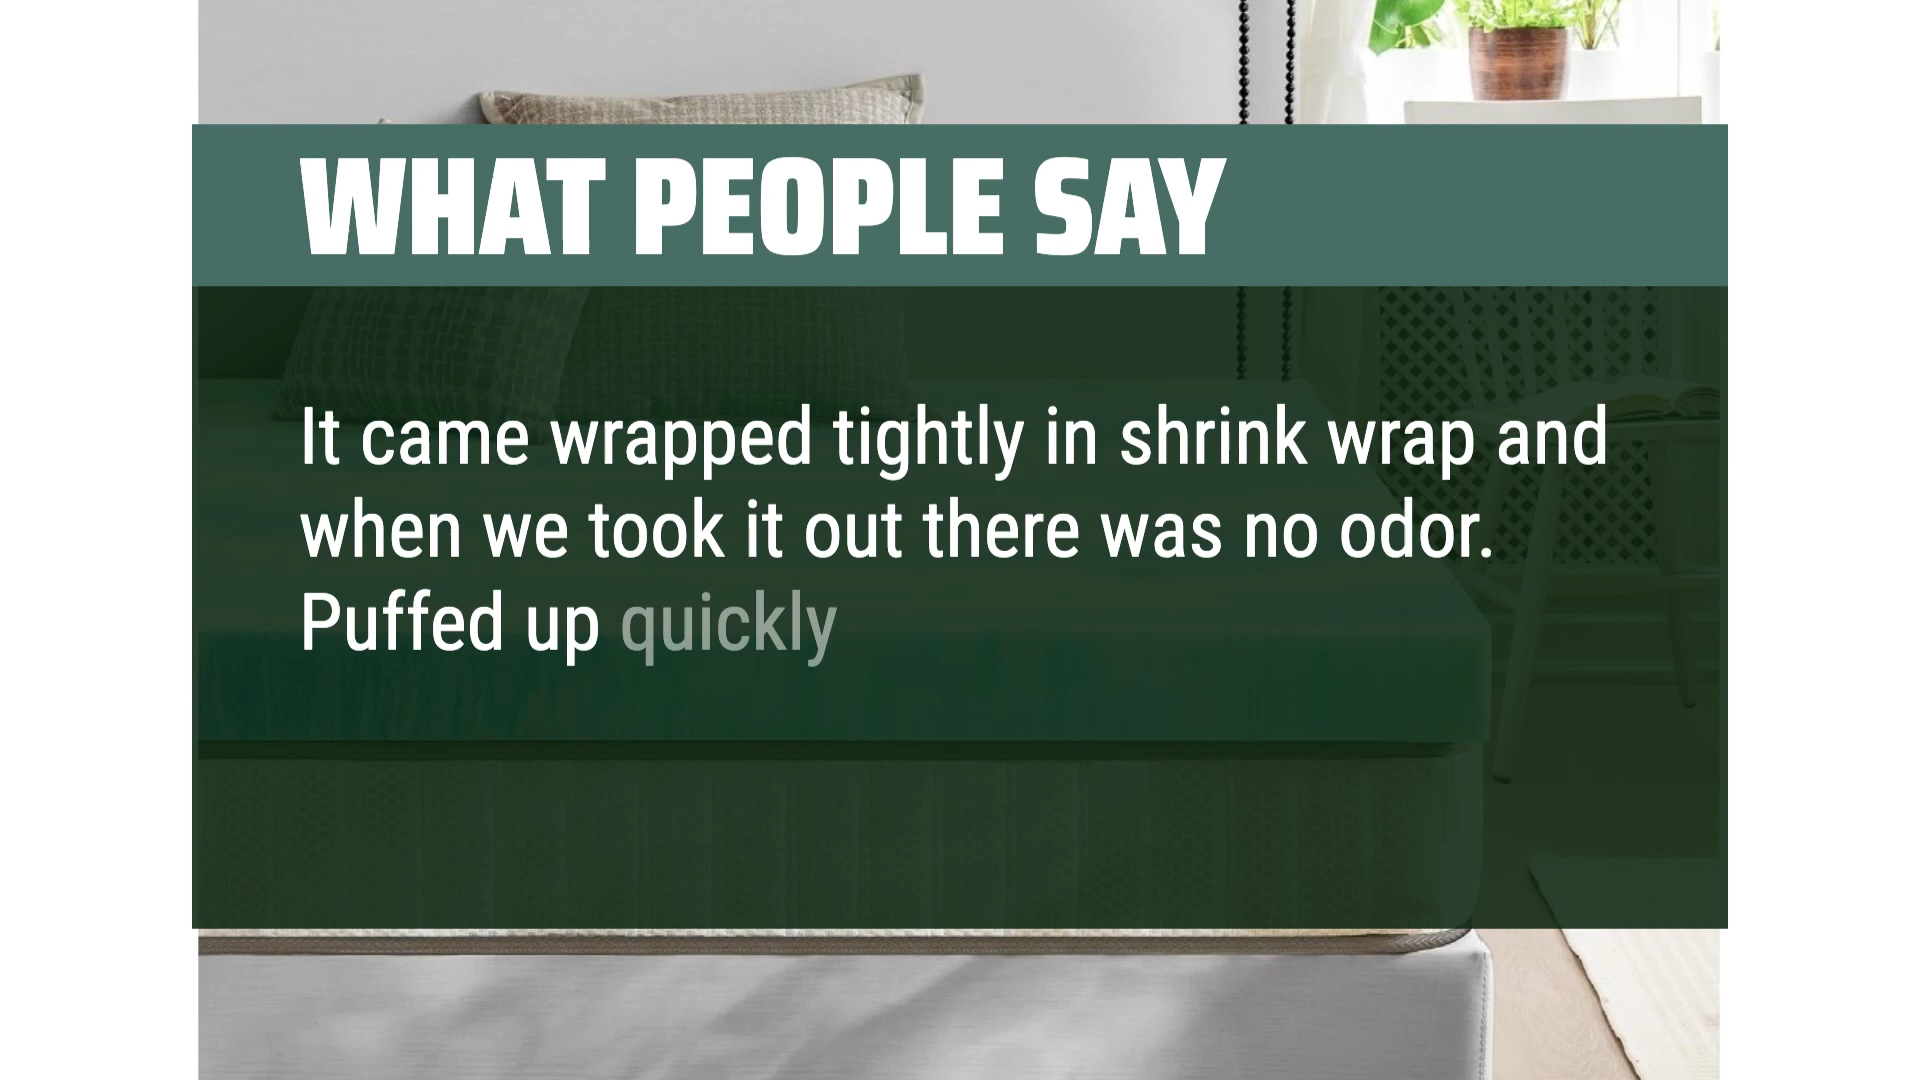 WHAT PEOPLE SAY
It came wrapped tightly in shrink wrap and
when we took it out there was no odor.
Puffed up quickly